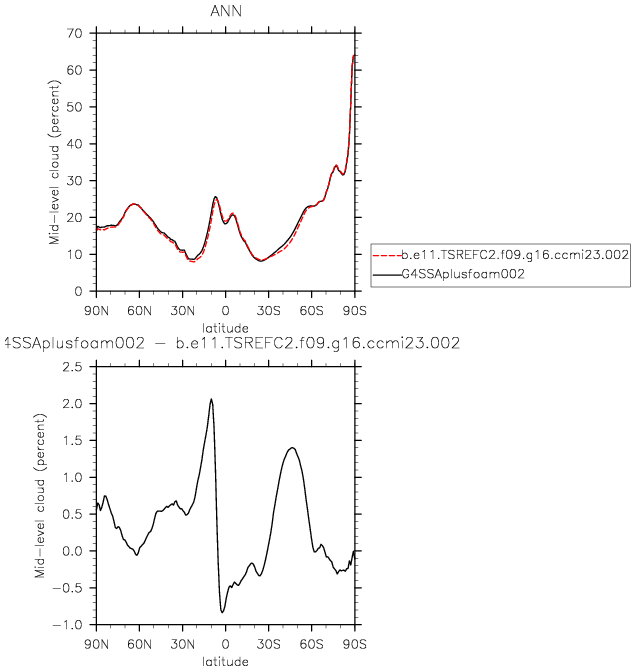 ANN
70
60
50
40
30
20
10
0
Mid-level cloud (percent)
90N 60N 30N 0 30S 60S 90S
latitude
b.e11.TSREFC2.f09.g16.ccmi23.002
G4SSAplusfoam002
4SSAplusfoam002 - b.e11.TSREFC2.f09.g16.ccmi23.002
2.5
2.0
1.5
1.0
0.5
0.0
-0.5
-1.0
Mid-level cloud (percent)
90N 60N 30N 0 30S 60S 90S
latitude